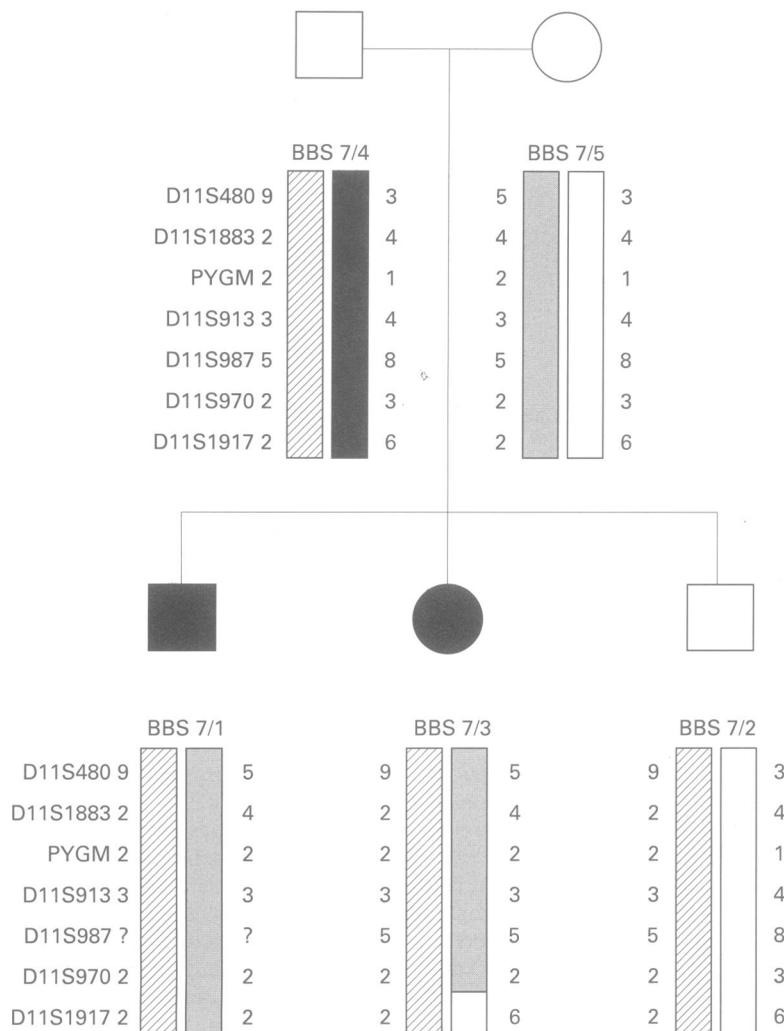 BBS 7/4 BBS 7/5
D11S480 9 3 5 3
D11S1883 2 4 4 4
PYGM 2 1 2 1
D11S913 3 4 3 4
D11S987 5 8 5 8
D11S970 2 3 2 3
D11S1917 2 6 2 6
BBS 7/1 BBS 7/3 BBS 7/2
D11S480 9 5 9 5 9 3
D11S1883 2 4 2 4 2 4
PYGM 2 2 2 2 2 1
D11S913 3 3 3 3 3 4
D11S987 ? ? 5 5 5 8
D11S970 2 2 2 2 2 3
D11S1917 2 2 2 6 2 6